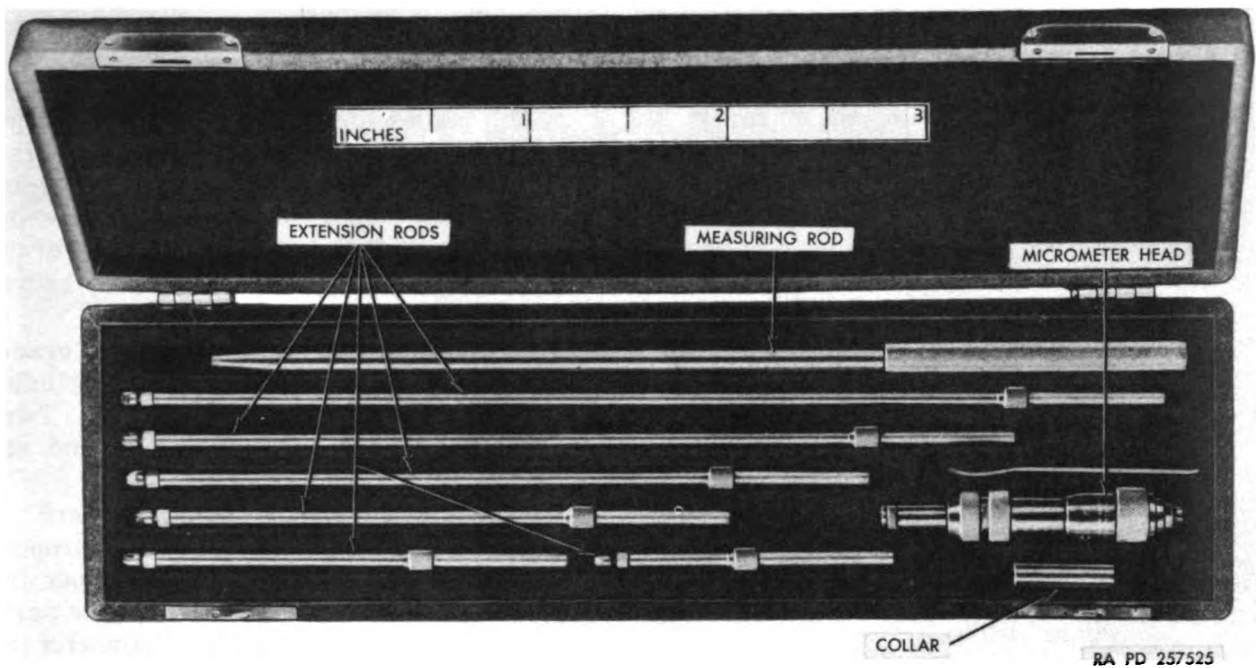 1 2 3
INCHES
EXTENSION RODS
MEASURING ROD
MICROMETER HEAD
COLLAR
RA PD 257525